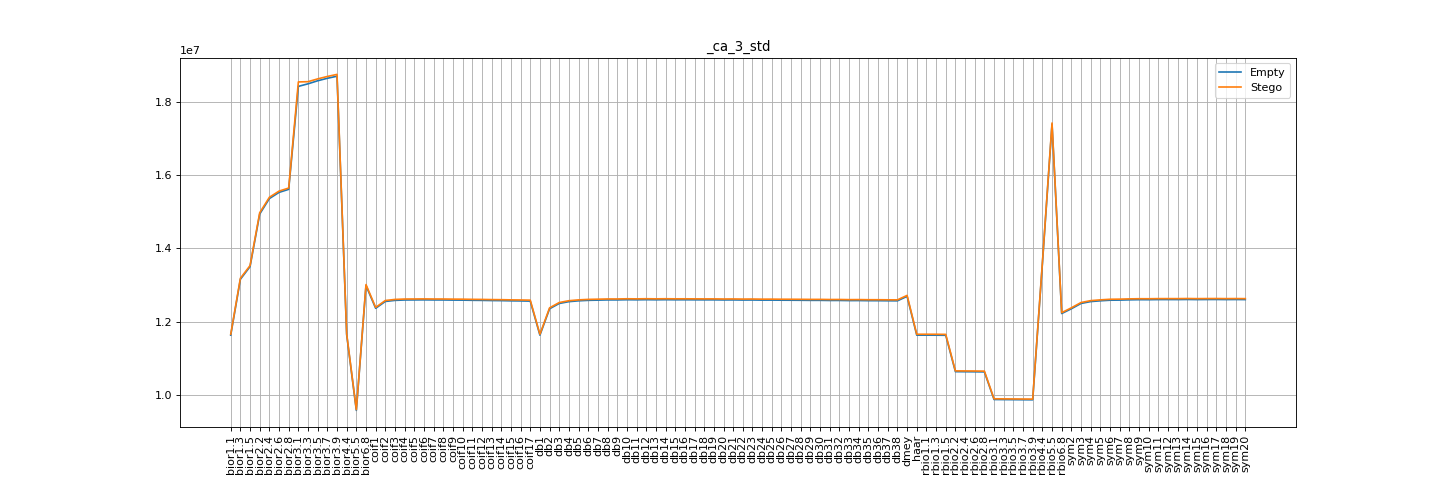 _ca_3_std
1e7
Empty
Stego
1.8
1.6
1.4
1.2
1.0
bior1.1
bior1.3
bior1.5
bior2.2
bior2.4
bior2.6
bior2.8
bior3.1
bior3.3
bior3.5
bior3.7
bior3.9
bior4.4
bior5.5
bior6.8
coif1
coif2
coif3
coif4
coif5
coif6
coif7
coif8
coif9
coif10
coif11
coif12
coif13
coif14
coif15
coif16
coif17
db1
db2
db3
db4
db5
db6
db7
db8
db9
db10
db11
db12
db13
db14
db15
db16
db17
db18
db19
db20
db21
db22
db23
db24
db25
db26
db27
db28
db29
db30
db31
db32
db33
db34
db35
db36
db37
db38
dmey
haar
rbio1.1
rbio1.3
rbio1.5
rbio2.2
rbio2.4
rbio2.6
rbio2.8
rbio3.1
rbio3.3
rbio3.5
rbio3.7
rbio3.9
rbio4.4
rbio5.5
rbio6.8
sym2
sym3
sym4
sym5
sym6
sym7
sym8
sym9
sym10
sym11
sym12
sym13
sym14
sym15
sym16
sym17
sym18
sym19
sym20